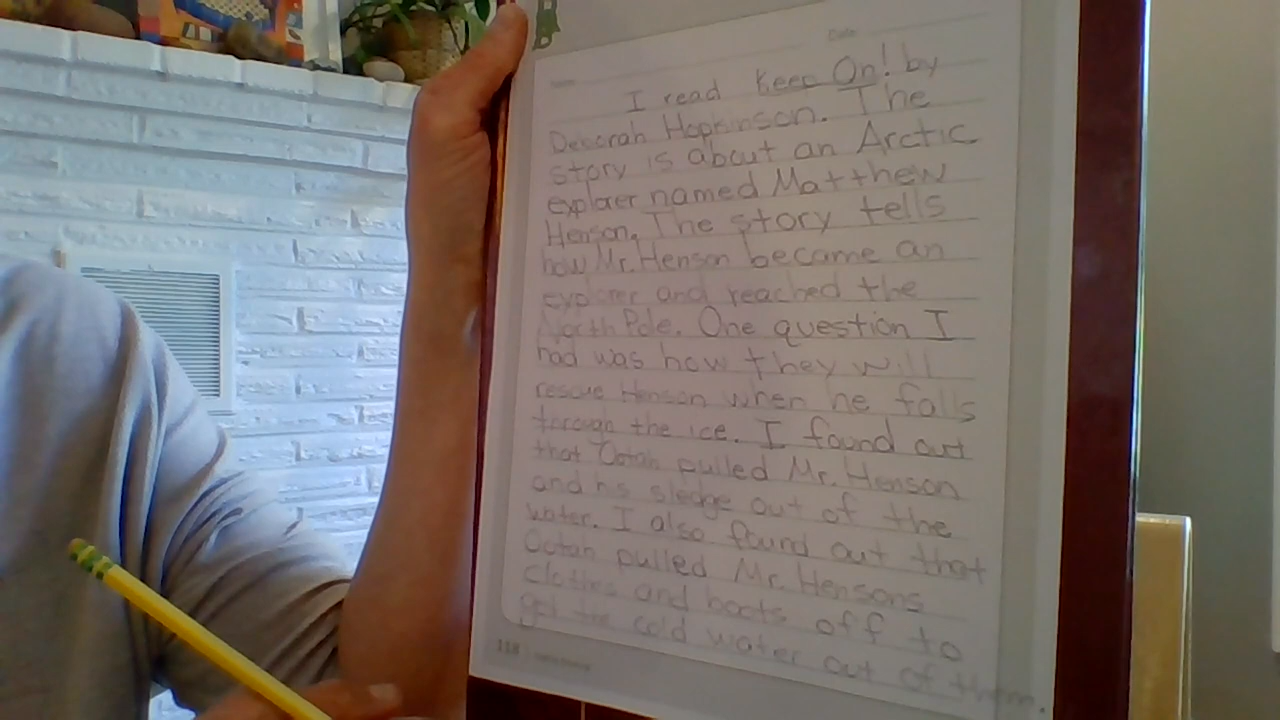 Date
I read Keep On! by
Deborah Hopkinson. The
story is about an Arctic
explorer named Matthew
Henson. The story tells
how Mr. Henson became an
explorer and reached the
North Pole. One question I
had was how they will
rescue Henson when he falls
through the ice. I found out
that Ootah pulled Mr. Henson
and his sledge out of the
water. I also found out that
Ootah pulled Mr. Hensons
clothes and boots off to
get the cold water out of them.
118